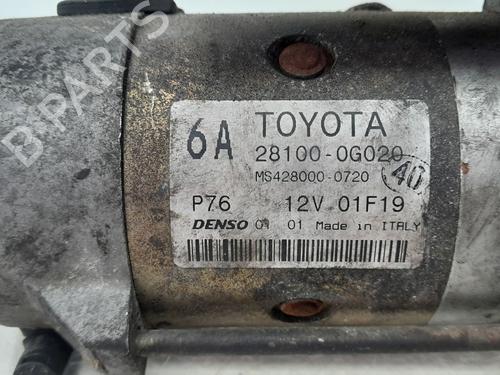 B-PARTS
6A TOYOTA
28100-0G020
MS428000-0720
40
P76 12V 01F19
DENSO 01 01 Made in ITALY